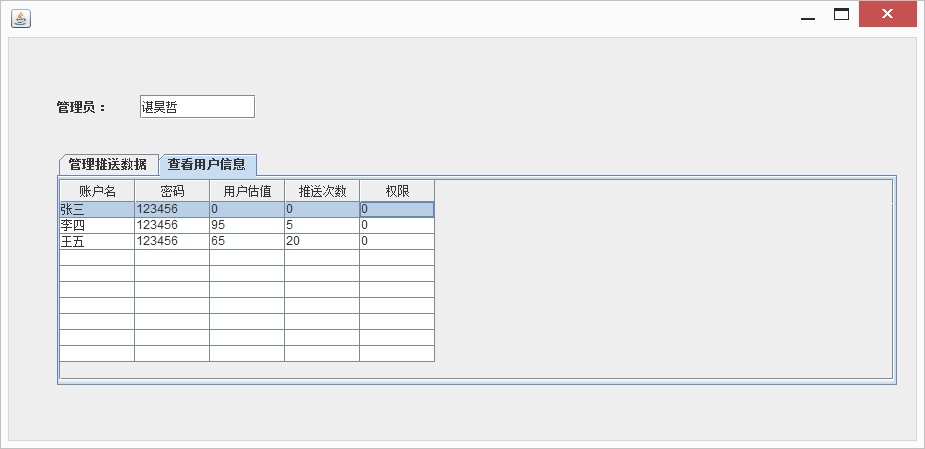 管理员： 谌昊哲
管理推送数据 查看用户信息
账户名 密码 用户估值 推送次数 权限
张三 123456 0 0 0
李四 123456 95 5 0
王五 123456 65 20 0